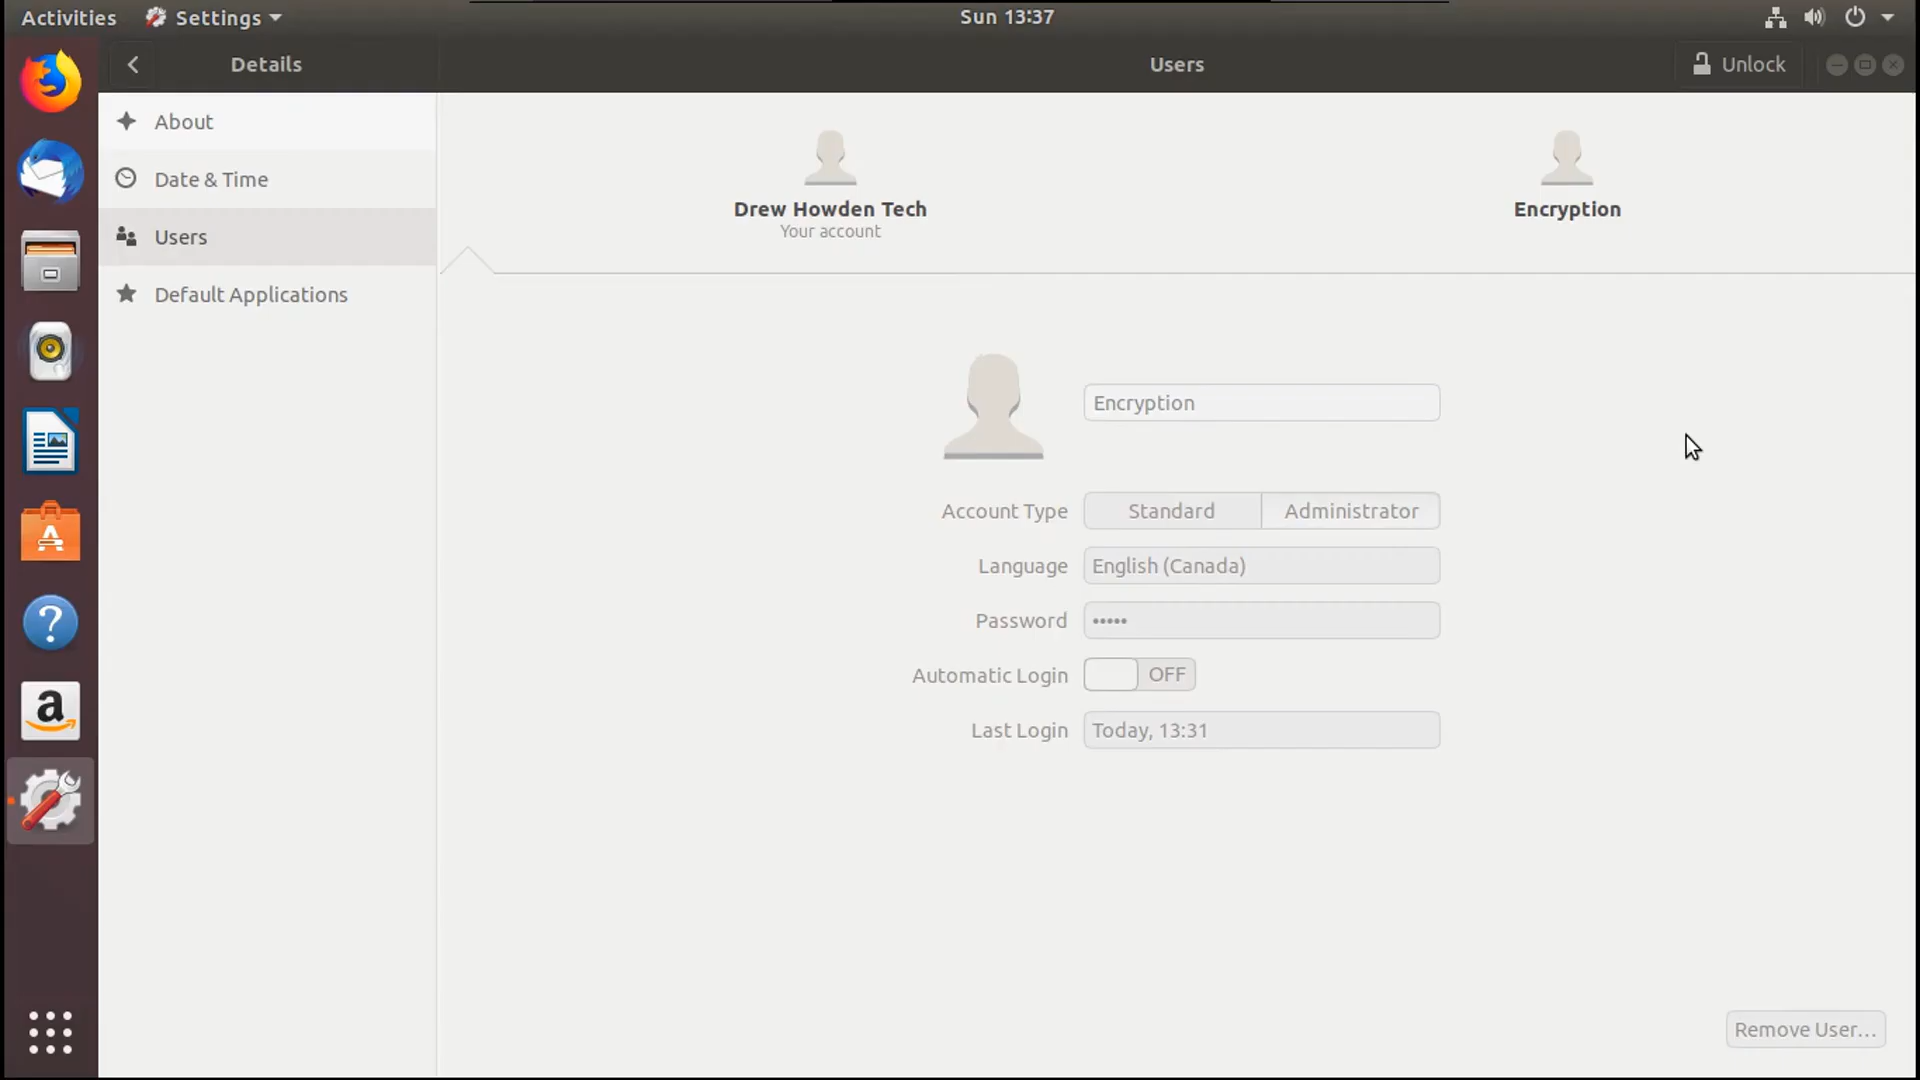 Activities Settings Sun 13:37
Details Users Unlock
About
Date & Time
Users
Default Applications
Drew Howden Tech
Your account
Encryption
Encryption
Account Type Standard Administrator
Language English (Canada)
Password •••••
Automatic Login OFF
Last Login Today, 13:31
Remove User...